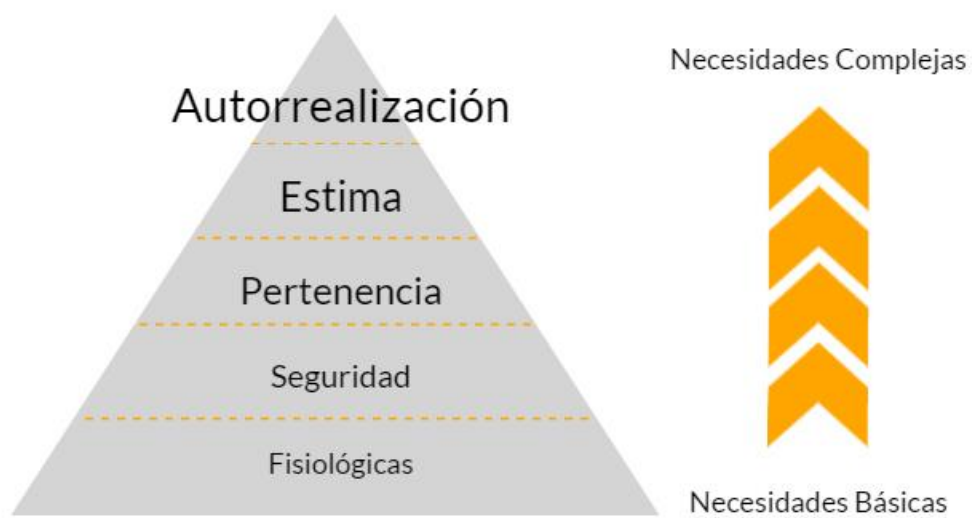 Necesidades Complejas
Autorrealización
Estima
Pertenencia
Seguridad
Fisiológicas
Necesidades Básicas